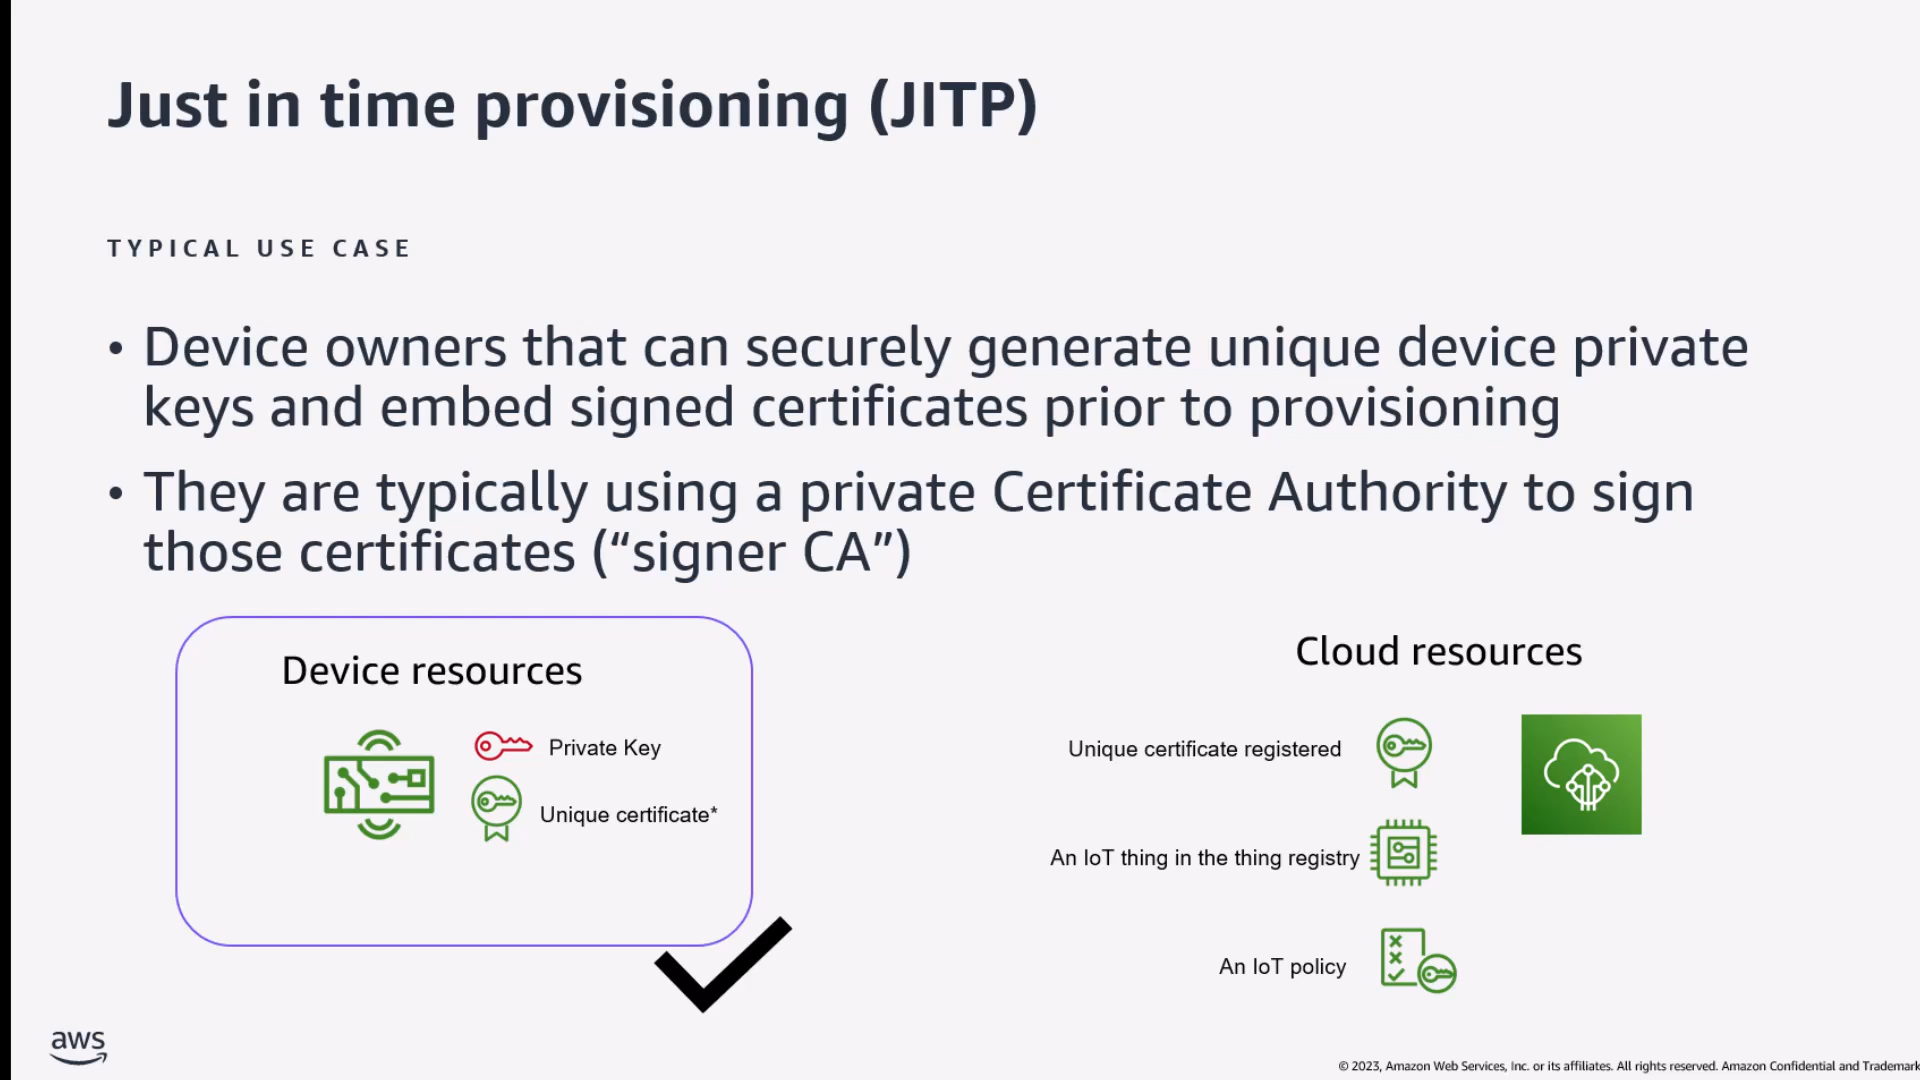 Just in time provisioning (JITP)
TYPICAL USE CASE
• Device owners that can securely generate unique device private
keys and embed signed certificates prior to provisioning
• They are typically using a private Certificate Authority to sign
those certificates (“signer CA”)
Device resources
Private Key
Unique certificate*
Cloud resources
Unique certificate registered
An IoT thing in the thing registry
An IoT policy
aws
© 2023, Amazon Web Services, Inc. or its affiliates. All rights reserved. Amazon Confidential and Trademark